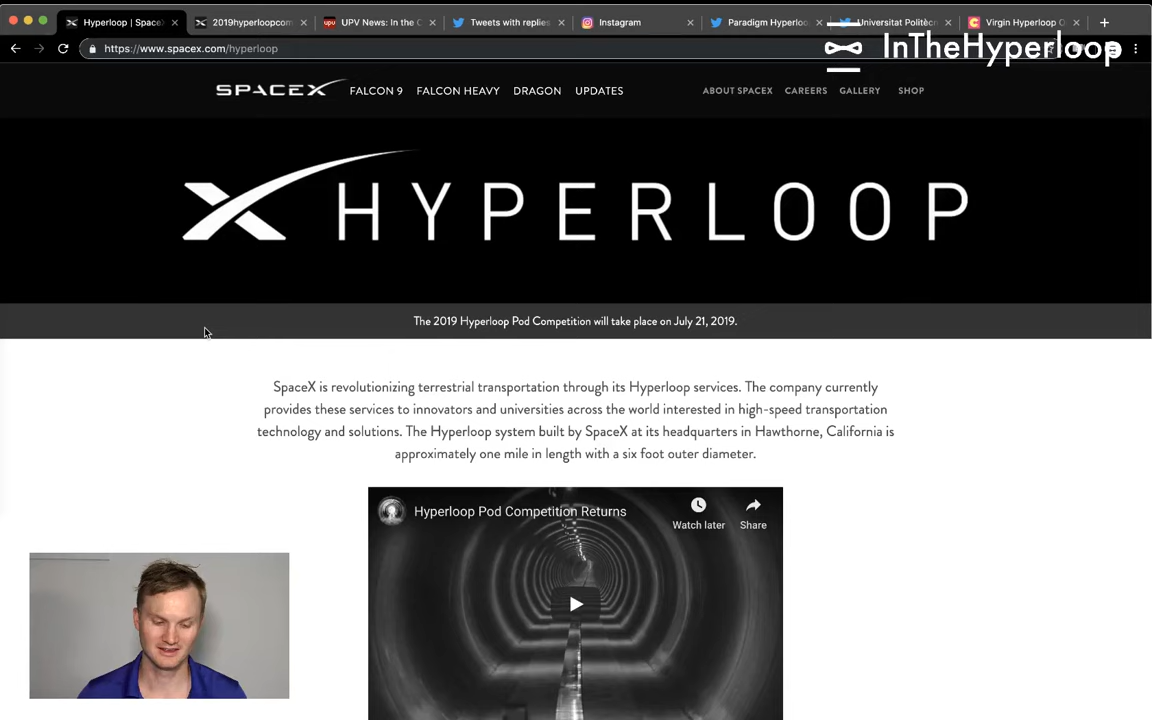 Hyperloop | Space
2019hyperloopcom
UPV News: In the C
Tweets with replies
Instagram
Paradigm Hyperloo
Universitat Politèc
Virgin Hyperloop O
https://www.spacex.com/hyperloop
InTheHyperloop
SPACEX
FALCON 9
FALCON HEAVY
DRAGON
UPDATES
ABOUT SPACEX
CAREERS
GALLERY
SHOP
HYPERLOOP
The 2019 Hyperloop Pod Competition will take place on July 21, 2019.
SpaceX is revolutionizing terrestrial transportation through its Hyperloop services. The company currently
provides these services to innovators and universities across the world interested in high-speed transportation
technology and solutions. The Hyperloop system built by SpaceX at its headquarters in Hawthorne, California is
approximately one mile in length with a six foot outer diameter.
Hyperloop Pod Competition Returns
Watch later
Share